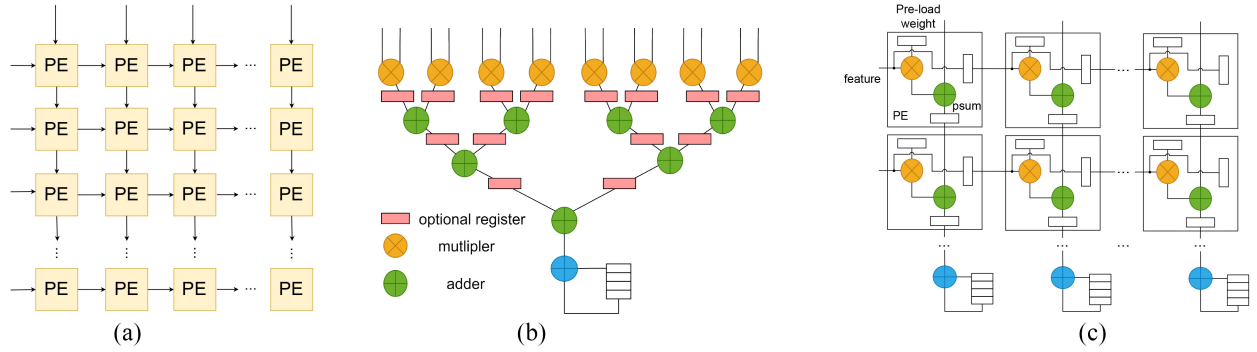 PE PE PE ... PE
PE PE PE ... PE
PE PE PE ... PE
... ... ... ...
PE PE PE ... PE
(a)
optional register
mutlipler
adder
(b)
Pre-load
weight
feature
psum
PE
...
... ... ... ...
(c)